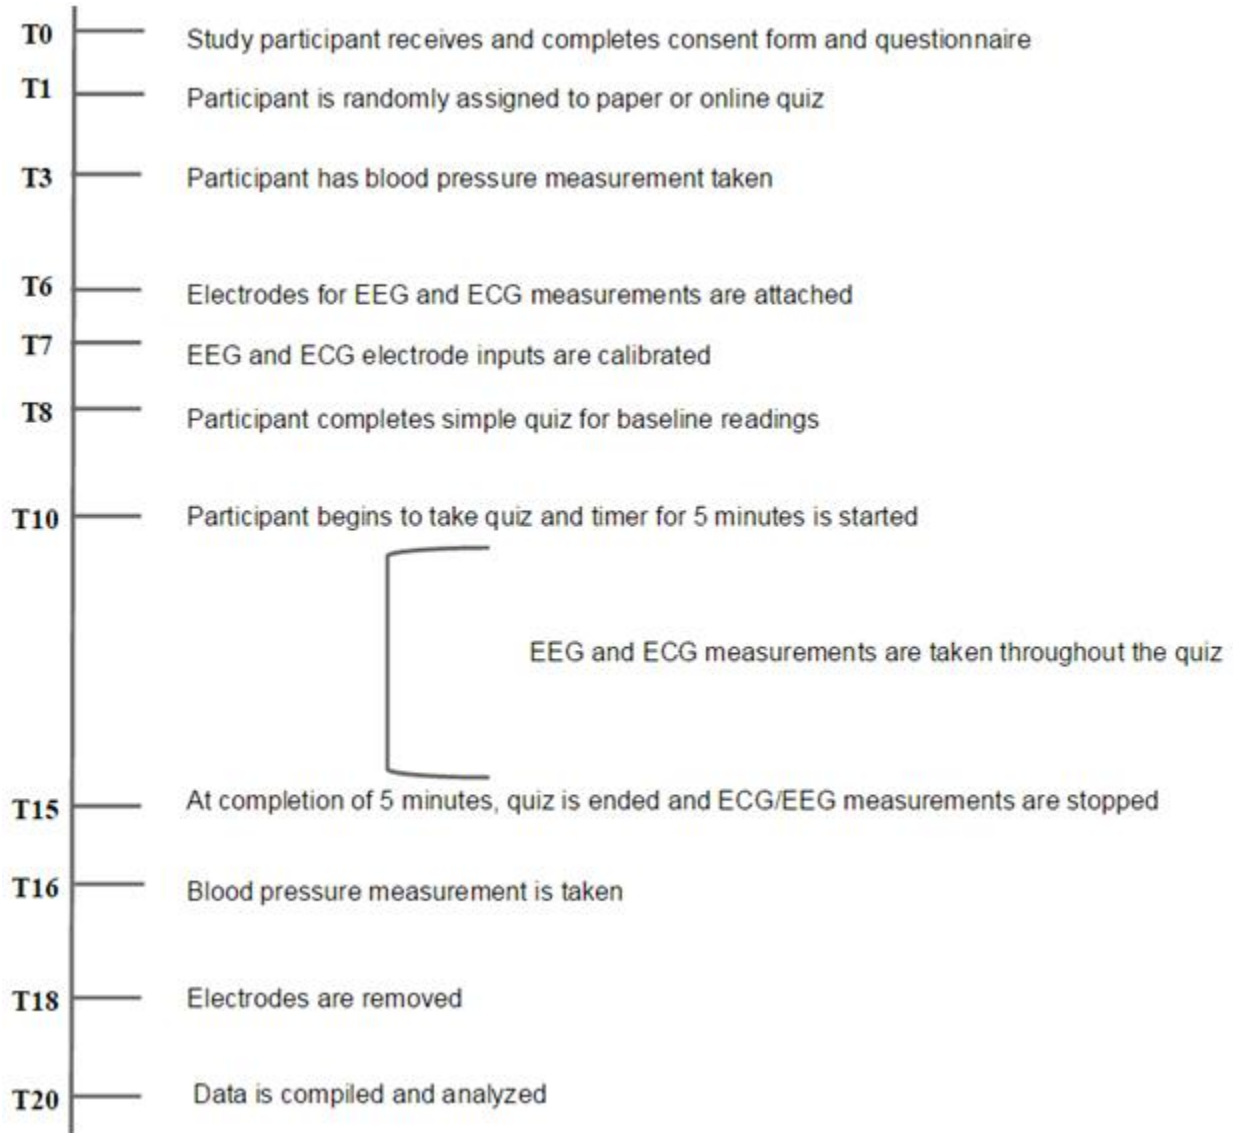 T0 Study participant receives and completes consent form and questionnaire
T1 Participant is randomly assigned to paper or online quiz
T3 Participant has blood pressure measurement taken
T6 Electrodes for EEG and ECG measurements are attached
T7 EEG and ECG electrode inputs are calibrated
T8 Participant completes simple quiz for baseline readings
T10 Participant begins to take quiz and timer for 5 minutes is started
EEG and ECG measurements are taken throughout the quiz
T15 At completion of 5 minutes, quiz is ended and ECG/EEG measurements are stopped
T16 Blood pressure measurement is taken
T18 Electrodes are removed
T20 Data is compiled and analyzed